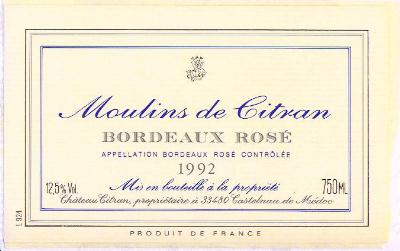 Moulins de Citran
BORDEAUX ROSÉ
APPELLATION BORDEAUX ROSÉ CONTRÔLÉE
1992
12,5% Vol. Mis en bouteille à la propriété 750ML
Château Citran, propriétaire à 33480 Castelnau de Médoc
L 924
PRODUIT DE FRANCE